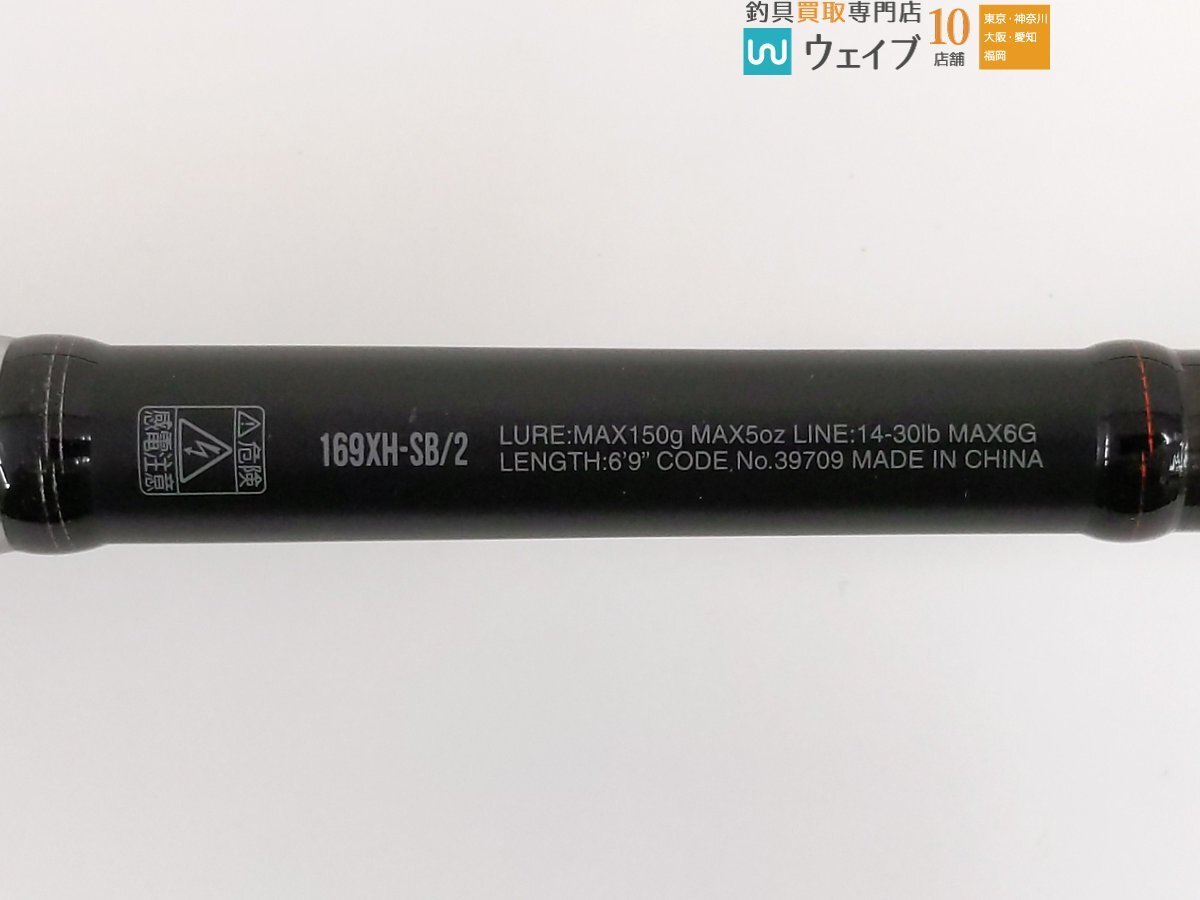 釣具買取専門店
ウェイブ
10
店舗
東京・神奈川
大阪・愛知
福岡
危険
感電注意
169XH-SB/2
LURE:MAX150g MAX5oz LINE:14-30lb MAX6G
LENGTH:6'9" CODE No.39709 MADE IN CHINA